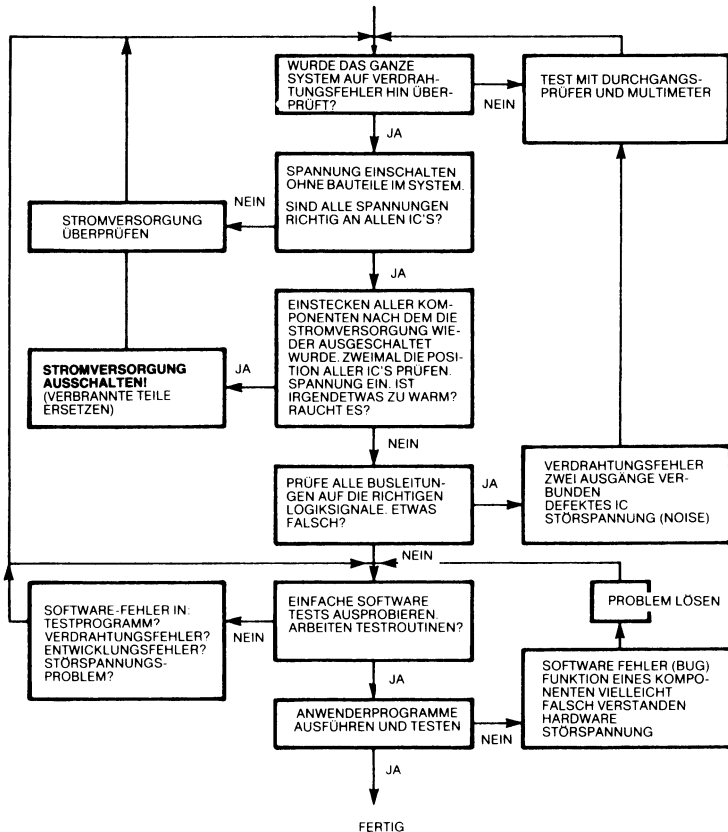 WURDE DAS GANZE
SYSTEM AUF VERDRAH-
TUNGSFEHLER HIN ÜBER-
PRÜFT?
NEIN
TEST MIT DURCHGANGS-
PRÜFER UND MULTIMETER
JA
SPANNUNG EINSCHALTEN
OHNE BAUTEILE IM SYSTEM.
SIND ALLE SPANNUNGEN
RICHTIG AN ALLEN IC'S?
NEIN
STROMVERSORGUNG
ÜBERPRÜFEN
JA
EINSTECKEN ALLER KOM-
PONENTEN NACH DEM DIE
STROMVERSORGUNG WIE-
DER AUSGESCHALTET
WURDE. ZWEIMAL DIE POSI-
TION ALLER IC'S PRÜFEN.
SPANNUNG EIN. IST
IRGENDETWAS ZU WARM?
RAUCHT ES?
JA
STROMVERSORGUNG
AUSSCHALTEN!
(VERBRANNTE TEILE
ERSETZEN)
NEIN
PRÜFE ALLE BUSLEITUN-
GEN AUF DIE RICHTIGEN
LOGIKSIGNALE. ETWAS
FALSCH?
JA
VERDRAHTUNGSFEHLER
ZWEI AUSGÄNGE VER-
BUNDEN
DEFEKTES IC
STÖRSPANNUNG (NOISE)
NEIN
EINFACHE SOFTWARE
TESTS AUSPROBIEREN.
ARBEITEN TESTROUTINEN?
NEIN
SOFTWARE-FEHLER IN:
TESTPROGRAMM?
VERDRAHTUNGSFEHLER?
ENTWICKLUNGSFEHLER?
STÖRSPANNUNGS-
PROBLEM?
PROBLEM LÖSEN
JA
ANWENDERPROGRAMME
AUSFÜHREN UND TESTEN
NEIN
SOFTWARE FEHLER (BUG)
FUNKTION EINES KOMPO-
NENTEN VIELLEICHT
FALSCH VERSTANDEN
HARDWARE
STÖRSPANNUNG
JA
FERTIG